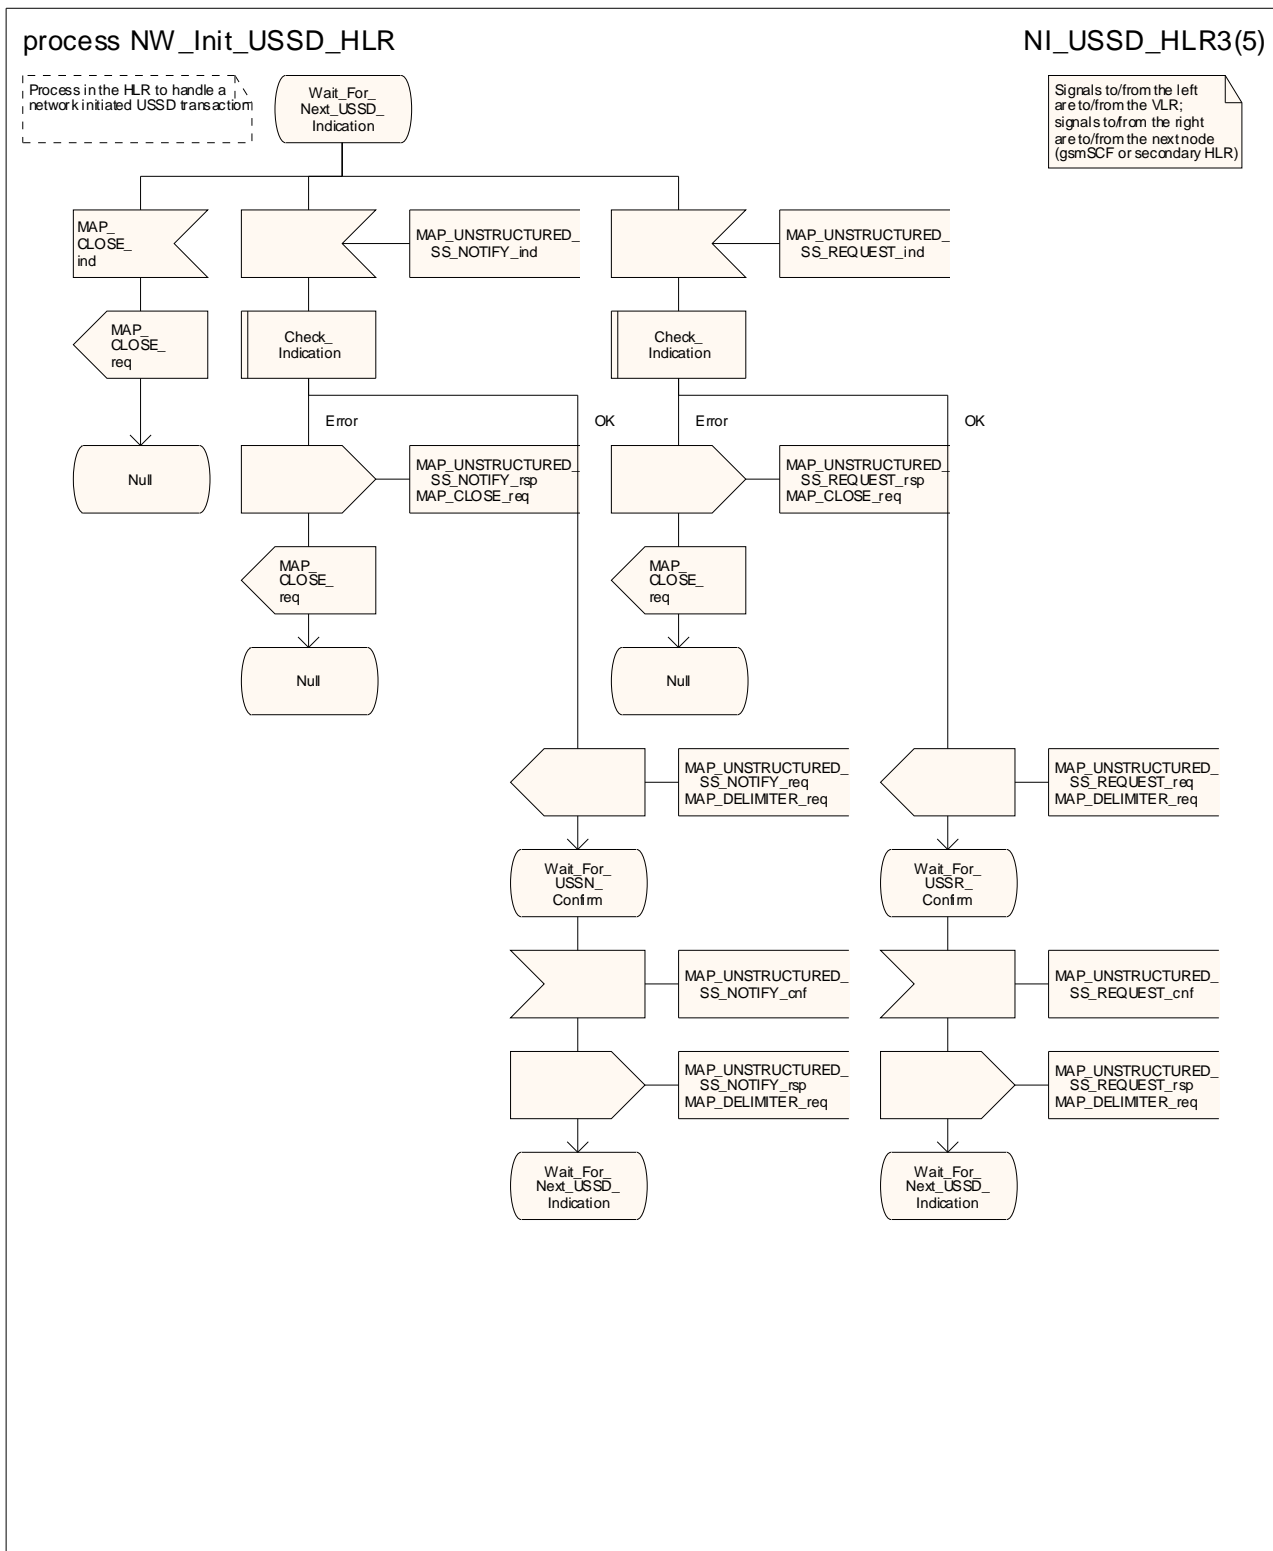 process NW_Init_USSD_HLR
NI_USSD_HLR3(5)
Process in the HLR to handle a
network initiated USSD transaction
Wait_For_
Next_USSD_
Indication
Signals to/from the left
are to/from the VLR;
signals to/from the right
are to/from the next node
(gsmSCF or secondary HLR)
MAP_
CLOSE_
ind
MAP_UNSTRUCTURED_
SS_NOTIFY_ind
MAP_UNSTRUCTURED_
SS_REQUEST_ind
MAP_
CLOSE_
req
Check_
Indication
Check_
Indication
Error
OK
Error
OK
Null
MAP_UNSTRUCTURED_
SS_NOTIFY_rsp
MAP_CLOSE_req
MAP_UNSTRUCTURED_
SS_REQUEST_rsp
MAP_CLOSE_req
MAP_
CLOSE_
req
MAP_
CLOSE_
req
Null
Null
MAP_UNSTRUCTURED_
SS_NOTIFY_req
MAP_DELIMITER_req
MAP_UNSTRUCTURED_
SS_REQUEST_req
MAP_DELIMITER_req
Wait_For_
USSN_
Confirm
Wait_For_
USSR_
Confirm
MAP_UNSTRUCTURED_
SS_NOTIFY_cnf
MAP_UNSTRUCTURED_
SS_REQUEST_cnf
MAP_UNSTRUCTURED_
SS_NOTIFY_rsp
MAP_DELIMITER_req
MAP_UNSTRUCTURED_
SS_REQUEST_rsp
MAP_DELIMITER_req
Wait_For_
Next_USSD_
Indication
Wait_For_
Next_USSD_
Indication